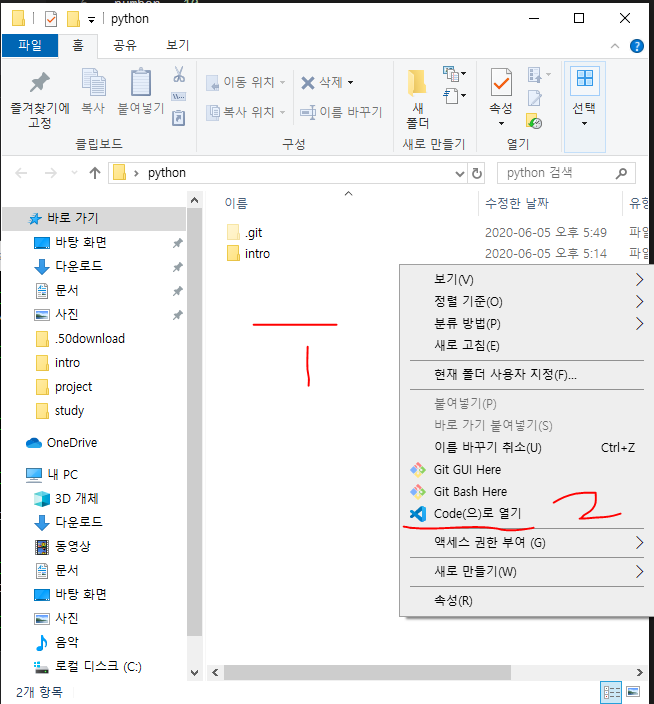 python
파일
홈
공유
보기
즐겨찾기에
고정
복사
붙여넣기
클립보드
이동 위치
복사 위치
삭제
이름 바꾸기
구성
새
폴더
새로 만들기
속성
열기
선택
python
python 검색
바로 가기
바탕 화면
다운로드
문서
사진
.50download
intro
project
study
OneDrive
내 PC
3D 개체
다운로드
동영상
문서
바탕 화면
사진
음악
로컬 디스크 (C:)
이름 수정한 날짜 유형
.git 2020-06-05 오후 5:49 파일
intro 2020-06-05 오후 5:14 파일
1
보기(V)
정렬 기준(O)
분류 방법(P)
새로 고침(E)
현재 폴더 사용자 지정(F)...
붙여넣기(P)
바로 가기 붙여넣기(S)
이름 바꾸기 취소(U) Ctrl+Z
Git GUI Here
Git Bash Here
Code(으)로 열기 2
액세스 권한 부여 (G)
새로 만들기(W)
속성(R)
2개 항목